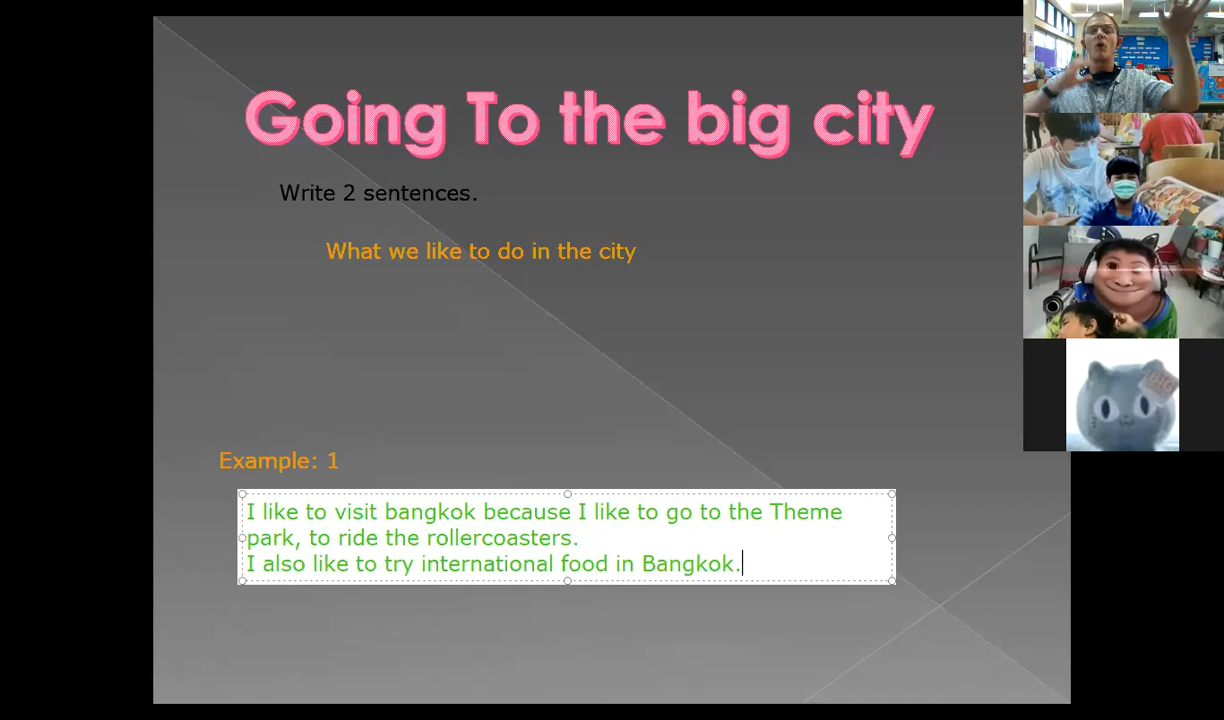 Going To the big city
Write 2 sentences.
What we like to do in the city
Example: 1
I like to visit bangkok because I like to go to the Theme
park, to ride the rollercoasters.
I also like to try international food in Bangkok.